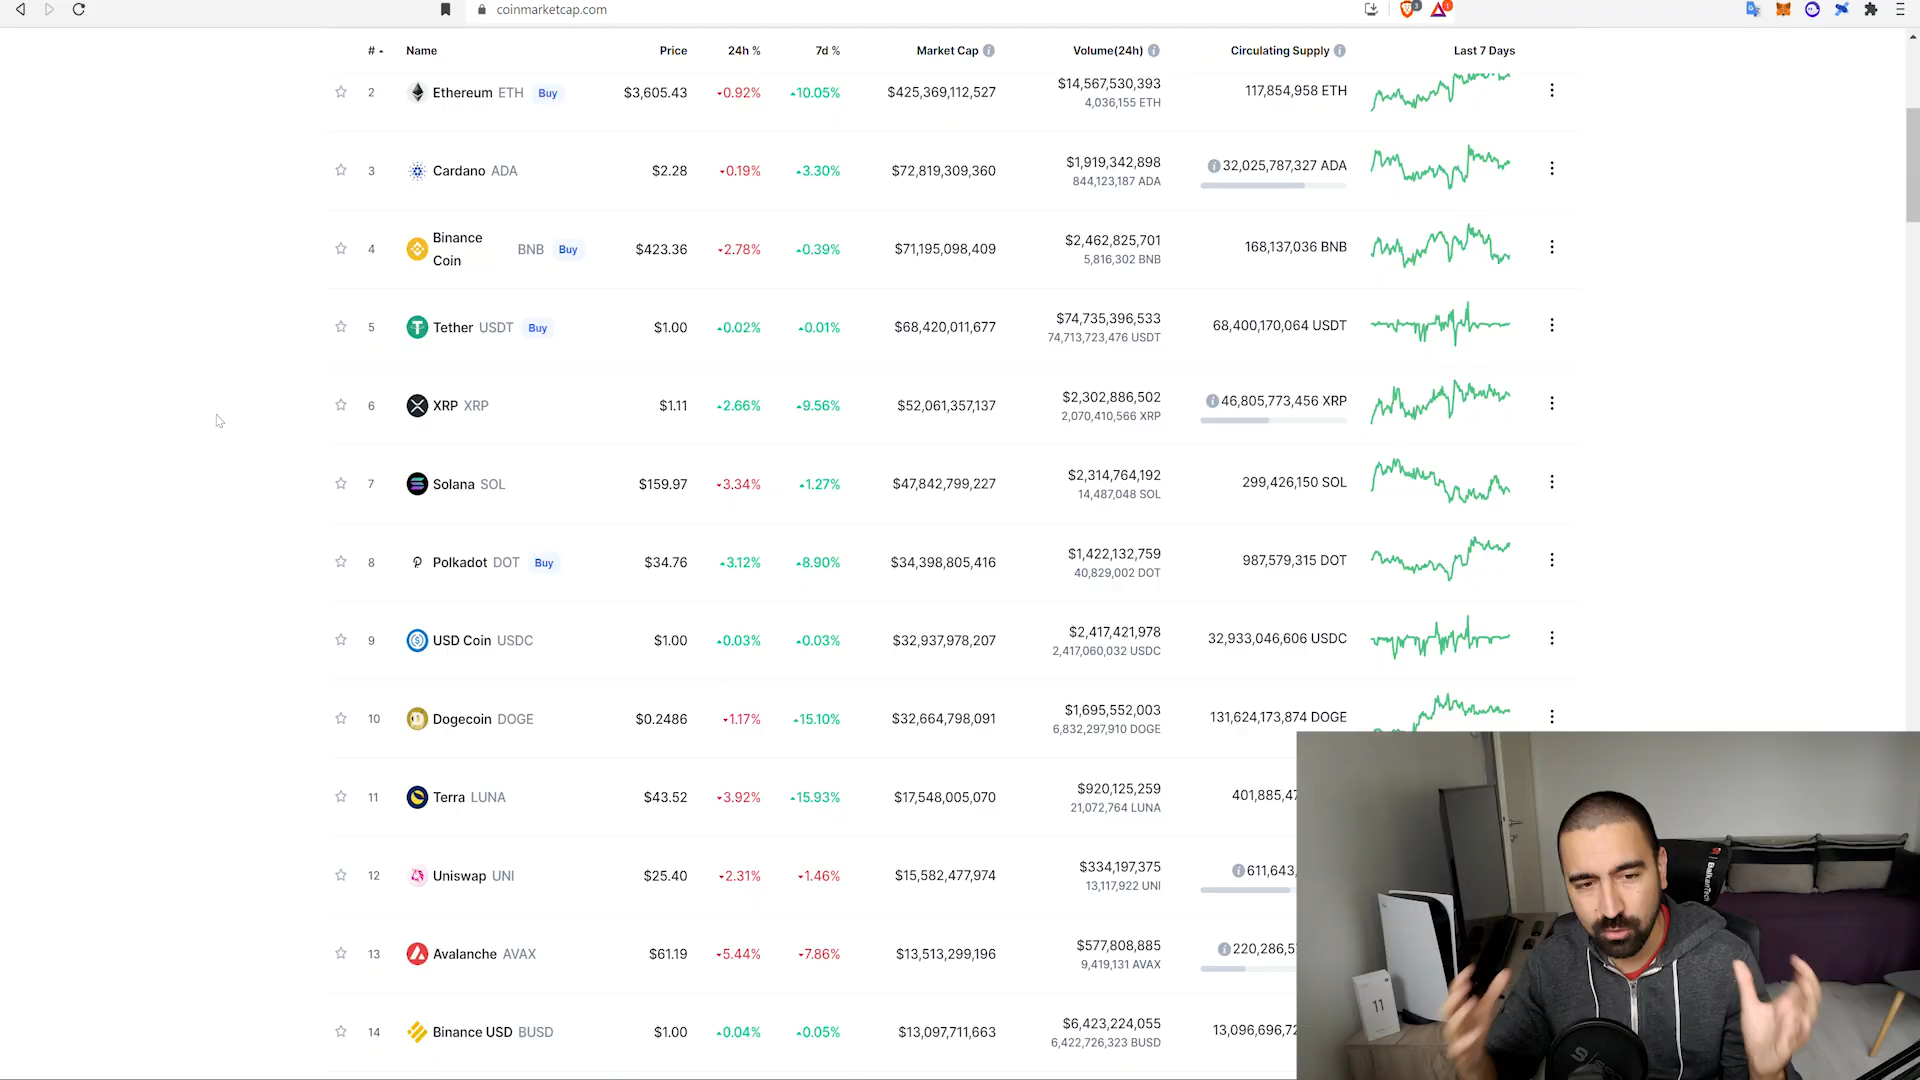 coinmarketcap.com
3
1
# Name Price 24h % 7d % Market Cap Volume(24h) Circulating Supply Last 7 Days
2 Ethereum ETH Buy $3,605.43 0.92% 10.05% $425,369,112,527 $14,567,530,393 117,854,958 ETH
4,036,155 ETH
3 Cardano ADA $2.28 0.19% 3.30% $72,819,309,360 $1,919,342,898 32,025,787,327 ADA
844,123,187 ADA
4 Binance Coin BNB Buy $423.36 2.78% 0.39% $71,195,098,409 $2,462,825,701 168,137,036 BNB
5,816,302 BNB
5 Tether USDT Buy $1.00 0.02% 0.01% $68,420,011,677 $74,735,396,533 68,400,170,064 USDT
74,713,723,476 USDT
6 XRP XRP $1.11 2.66% 9.56% $52,061,357,137 $2,302,886,502 46,805,773,456 XRP
2,070,410,566 XRP
7 Solana SOL $159.97 3.34% 1.27% $47,842,799,227 $2,314,764,192 299,426,150 SOL
14,487,048 SOL
8 Polkadot DOT Buy $34.76 3.12% 8.90% $34,398,805,416 $1,422,132,759 987,579,315 DOT
40,829,002 DOT
9 USD Coin USDC $1.00 0.03% 0.03% $32,937,978,207 $2,417,421,978 32,933,046,606 USDC
2,417,060,032 USDC
10 Dogecoin DOGE $0.2486 1.17% 15.10% $32,664,798,091 $1,695,552,003 131,624,173,874 DOGE
6,832,297,910 DOGE
11 Terra LUNA $43.52 3.92% 15.93% $17,548,005,070 $920,125,259 401,885,47
21,072,764 LUNA
12 Uniswap UNI $25.40 2.31% 1.46% $15,582,477,974 $334,197,375 611,643,
13,117,922 UNI
13 Avalanche AVAX $61.19 5.44% 7.86% $13,513,299,196 $577,808,885 220,286,57
9,419,131 AVAX
14 Binance USD BUSD $1.00 0.04% 0.05% $13,097,711,663 $6,423,224,055 13,096,696,72
6,422,726,323 BUSD
BalkanTech
11